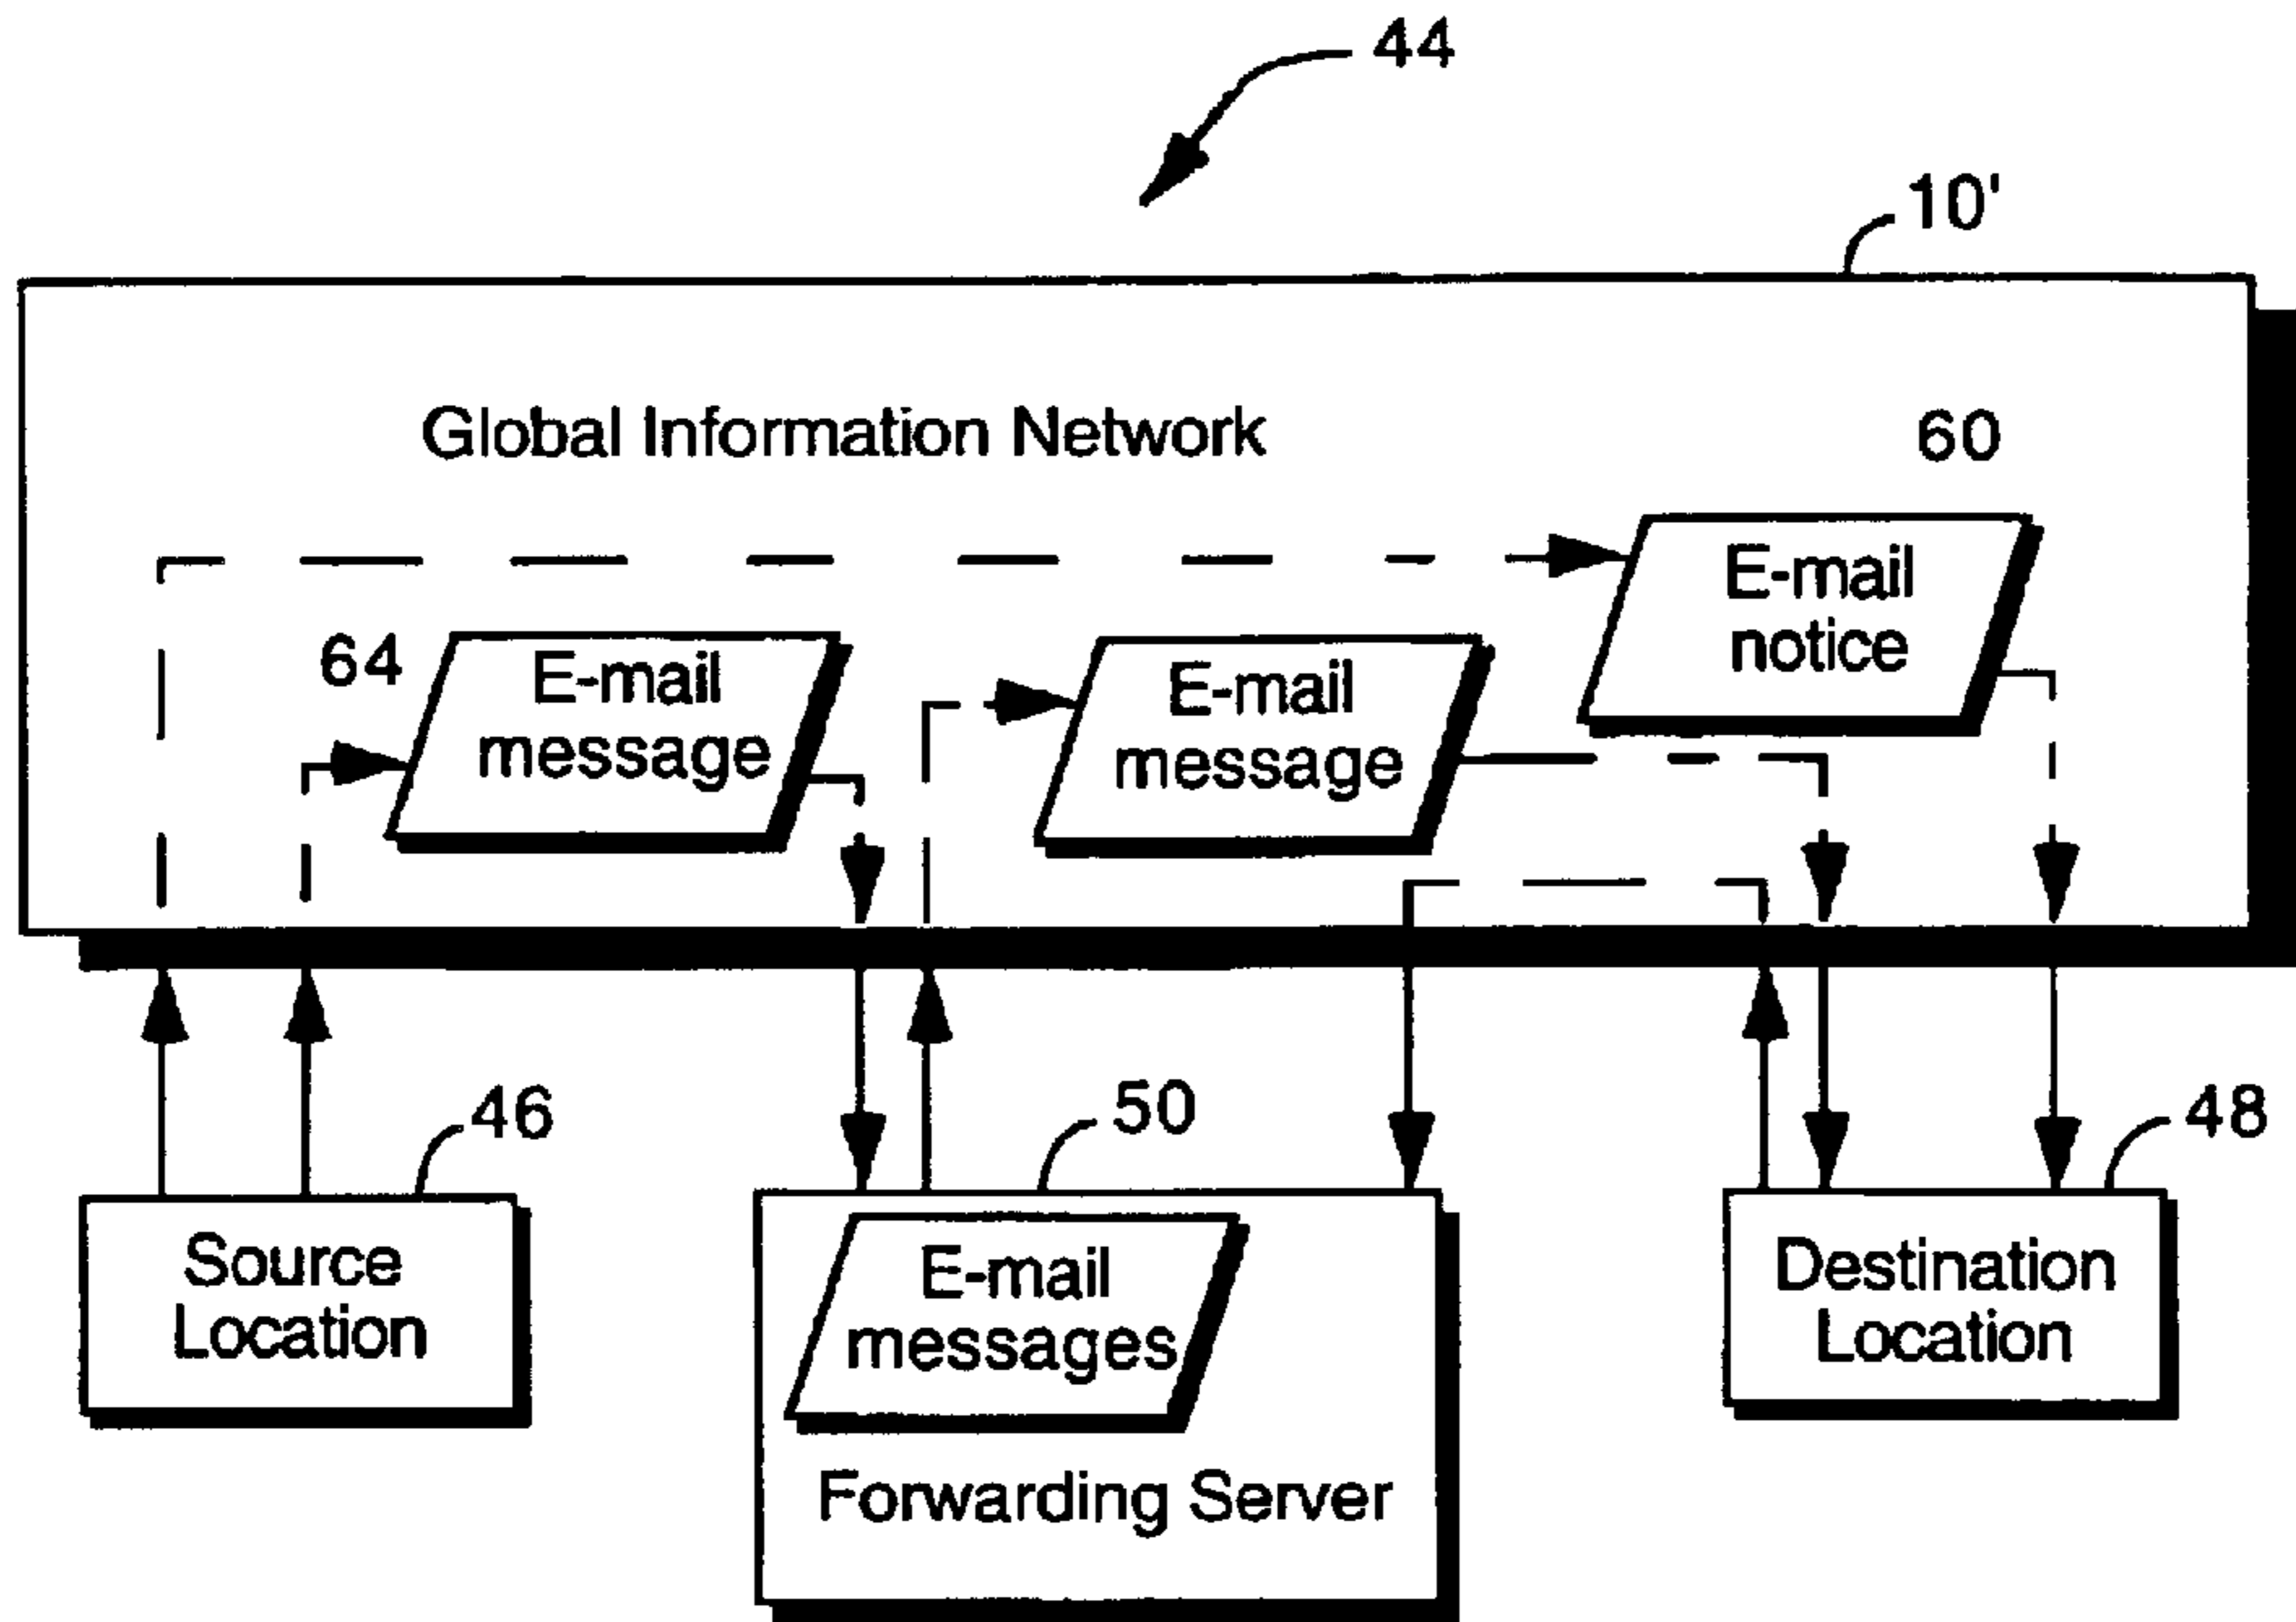 44
10'
Global Information Network
60
E-mail
notice
64
E-mail
message
E-mail
message
46
50
48
Source
Location
E-mail
messages
Forwarding Server
Destination
Location